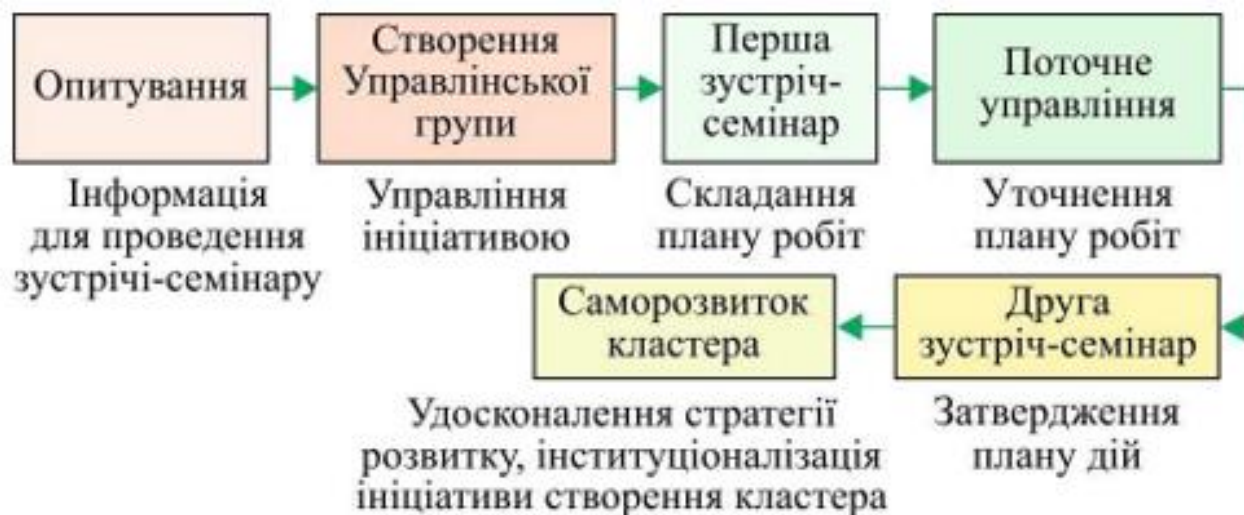 Опитування
Створення
Управлінської
групи
Перша
зустріч-
семінар
Поточне
управління
Інформація
для проведення
зустрічі-семінару
Управління
ініціативою
Складання
плану робіт
Уточнення
плану робіт
Друга
зустріч-семінар
Затвердження
плану дій
Саморозвиток
кластера
Удосконалення стратегії
розвитку, інституціоналізація
ініціативи створення кластера